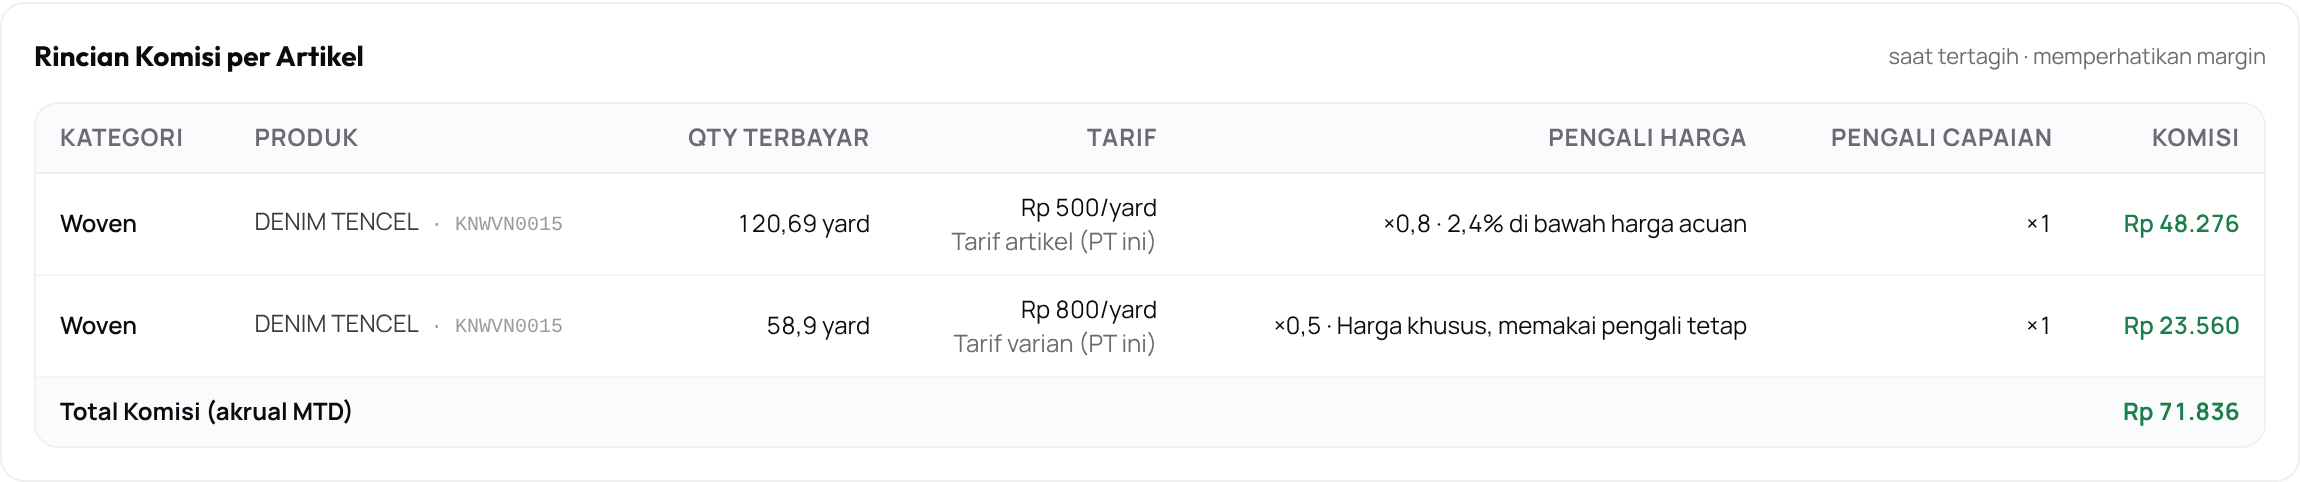 Rincian Komisi per Artikel
saat tertagih · memperhatikan margin
KATEGORI PRODUK QTY TERBAYAR TARIF PENGALI HARGA PENGALI CAPAIAN KOMISI
Woven DENIM TENCEL · KNWVN0015 120,69 yard Rp 500/yard ×0,8 · 2,4% di bawah harga acuan ×1 Rp 48.276
Tarif artikel (PT ini)
Woven DENIM TENCEL · KNWVN0015 58,9 yard Rp 800/yard ×0,5 · Harga khusus, memakai pengali tetap ×1 Rp 23.560
Tarif varian (PT ini)
Total Komisi (akrual MTD) Rp 71.836